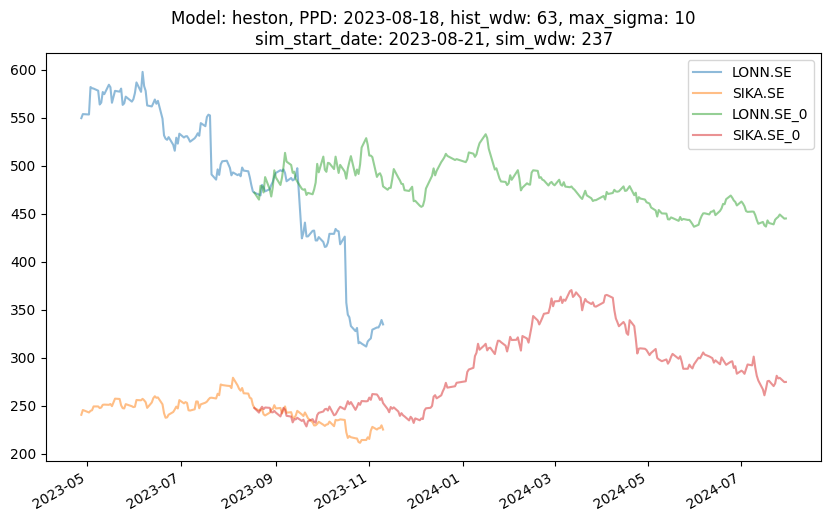 Model: heston, PPD: 2023-08-18, hist_wdw: 63, max_sigma: 10
sim_start_date: 2023-08-21, sim_wdw: 237
LONN.SE
SIKA.SE
LONN.SE_0
SIKA.SE_0
600
550
500
450
400
350
300
250
200
2023-05
2023-07
2023-09
2023-11
2024-01
2024-03
2024-05
2024-07